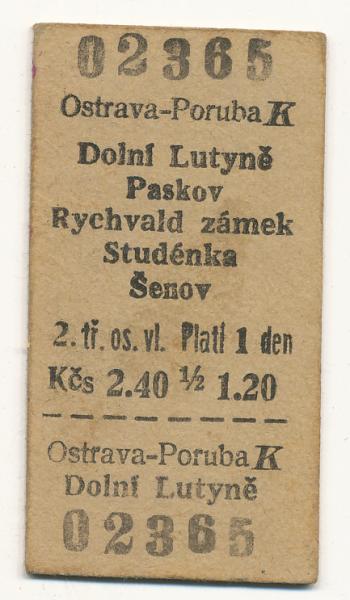 02365
Ostrava-Poruba K
Dolní Lutyně
Paskov
Rychvald zámek
Studénka
Šenov
2. tř. os. vl. Platí 1 den
Kčs 2.40 ½ 1.20
Ostrava-Poruba K
Dolní Lutyně
02365